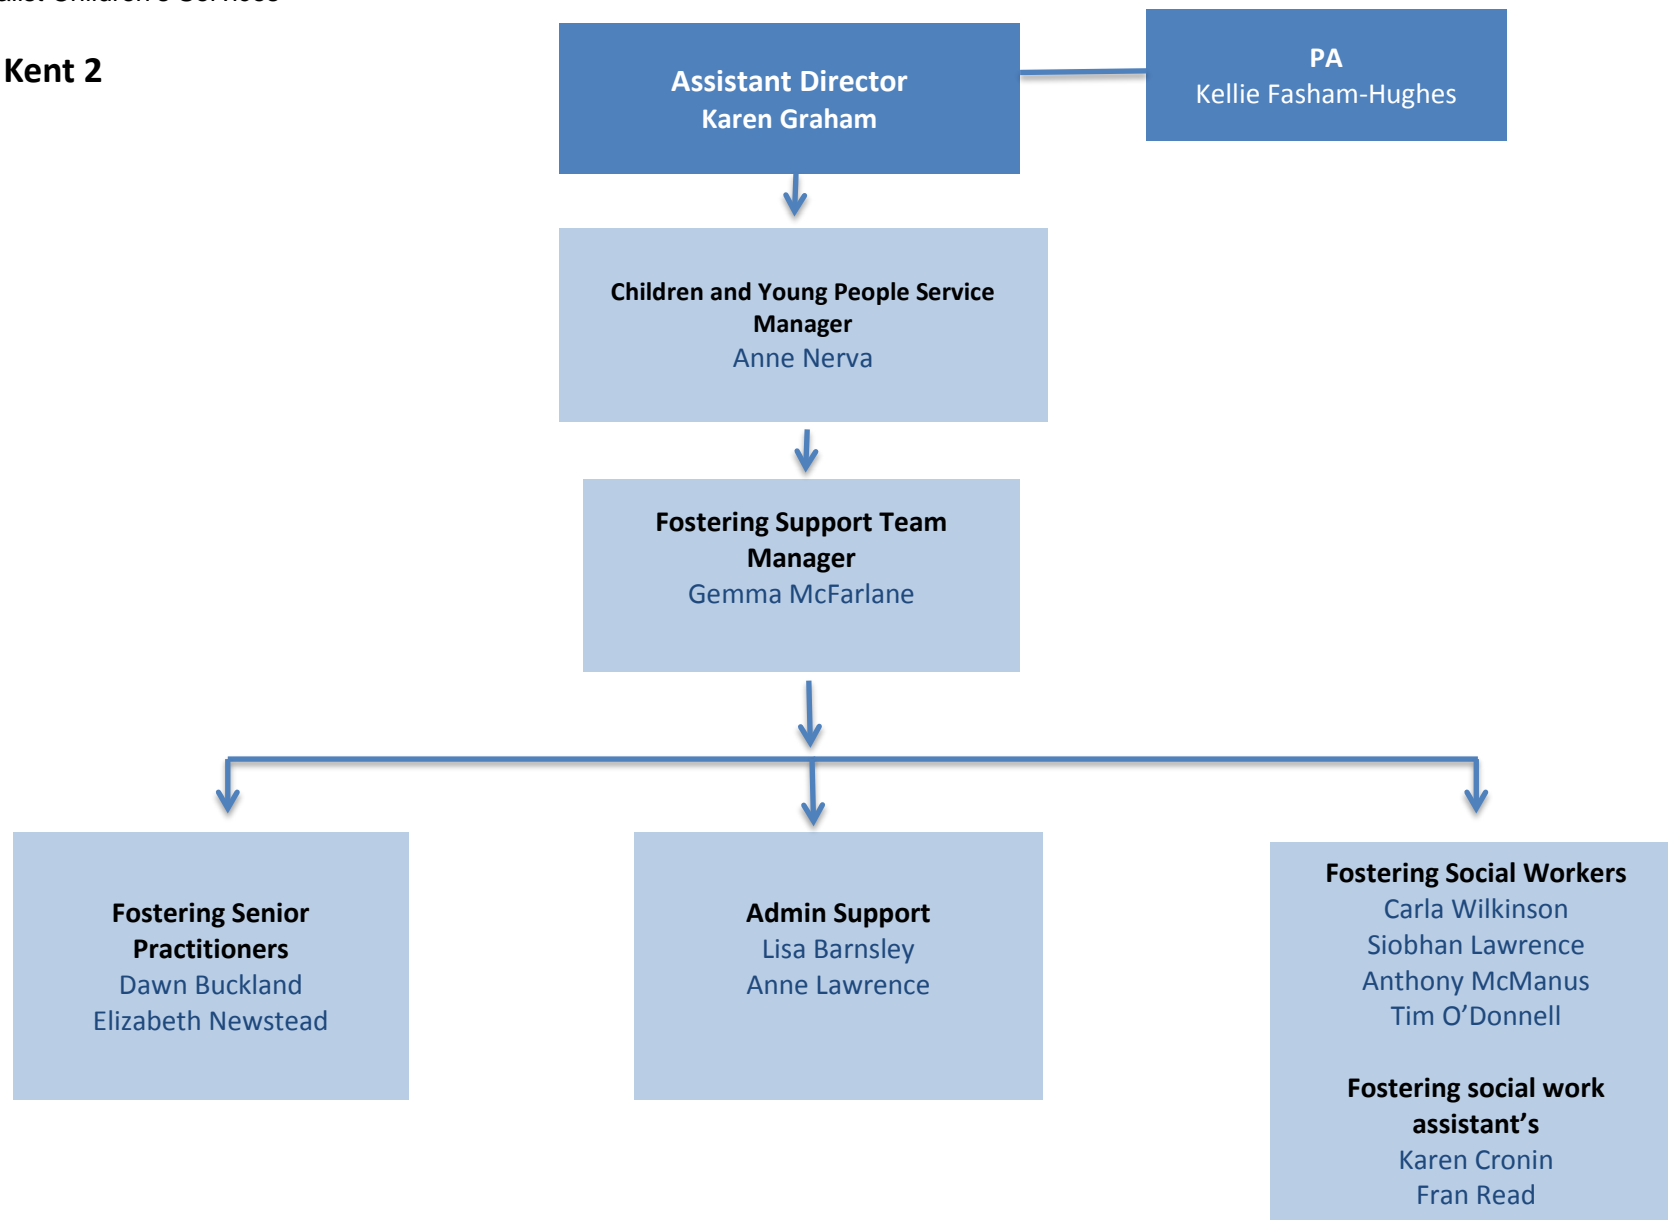 Children's Services
Kent 2
Assistant Director
Karen Graham
PA
Kellie Fasham-Hughes
Children and Young People Service
Manager
Anne Nerva
Fostering Support Team
Manager
Gemma McFarlane
Fostering Senior
Practitioners
Dawn Buckland
Elizabeth Newstead
Admin Support
Lisa Barnsley
Anne Lawrence
Fostering Social Workers
Carla Wilkinson
Siobhan Lawrence
Anthony McManus
Tim O’Donnell
Fostering social work
assistant’s
Karen Cronin
Fran Read